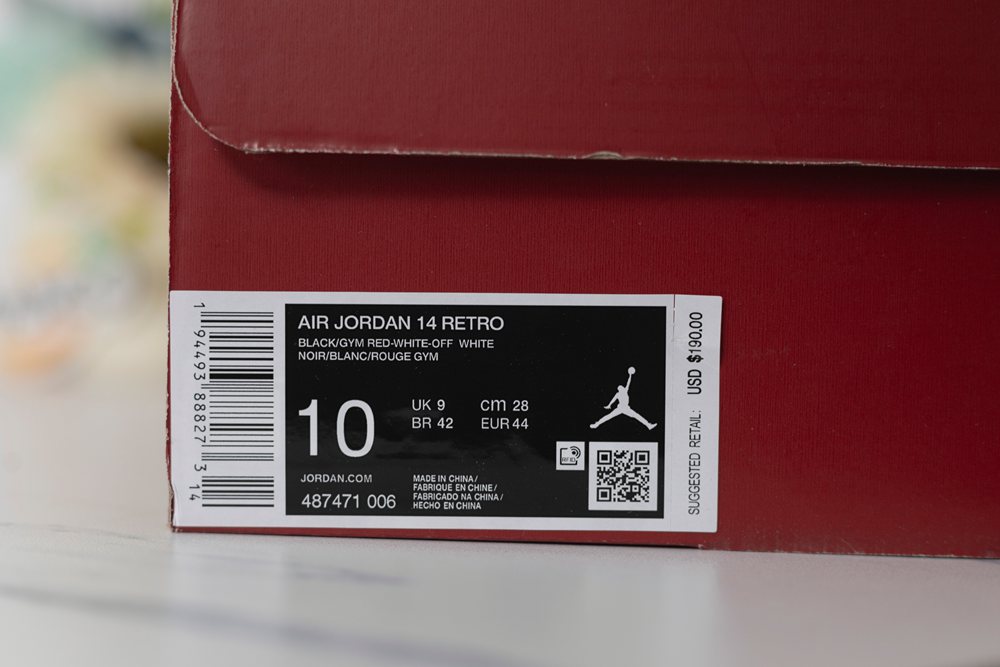 AIR JORDAN 14 RETRO
BLACK/GYM RED-WHITE-OFF WHITE
NOIR/BLANC/ROUGE GYM
10
UK 9 cm 28
BR 42 EUR 44
RFID
JORDAN.COM
487471 006
MADE IN CHINA/
FABRIQUE EN CHINE/
FABRICADO NA CHINA/
HECHO EN CHINA
1 94493 88827 3 14
SUGGESTED RETAIL: USD $190.00